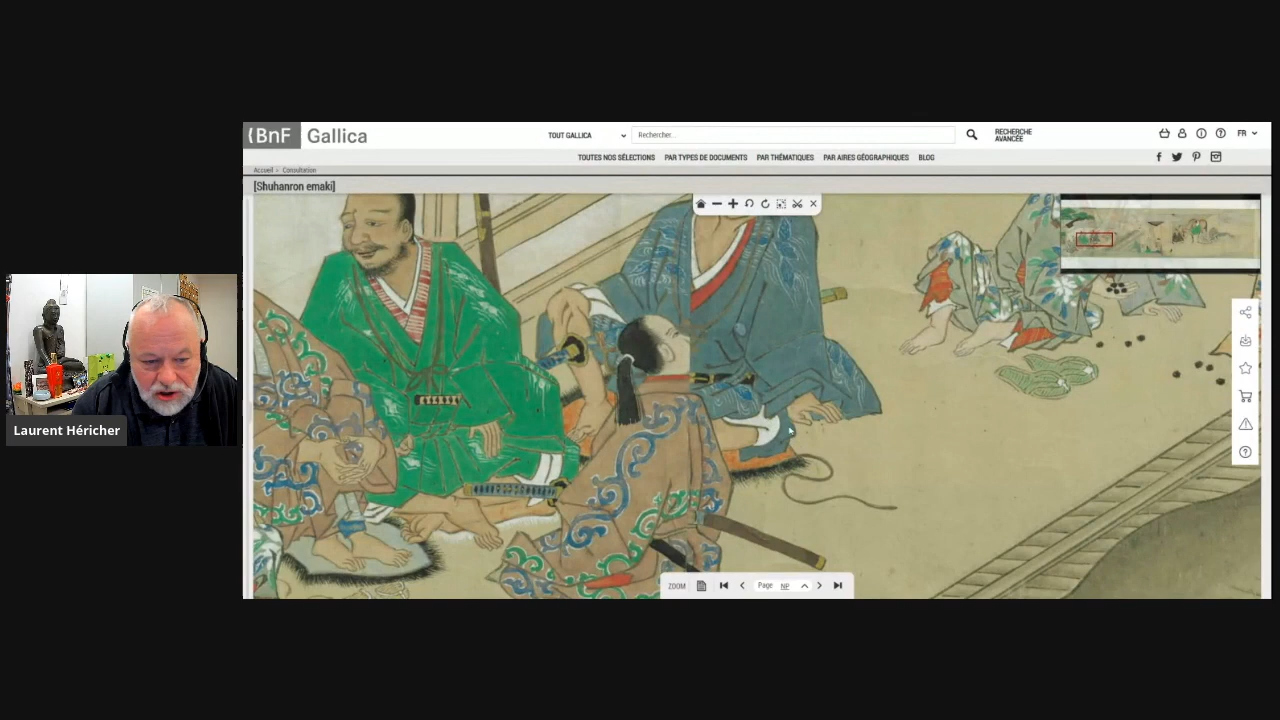 BnF Gallica
TOUT GALLICA
Rechercher...
RECHERCHE
AVANCÉE
FR
TOUTES NOS SÉLECTIONS PAR TYPES DE DOCUMENTS PAR THÉMATIQUES PAR AIRES GÉOGRAPHIQUES BLOG
Accueil > Consultation
[Shuhanron emaki]
Laurent Héricher
ZOOM Page NP